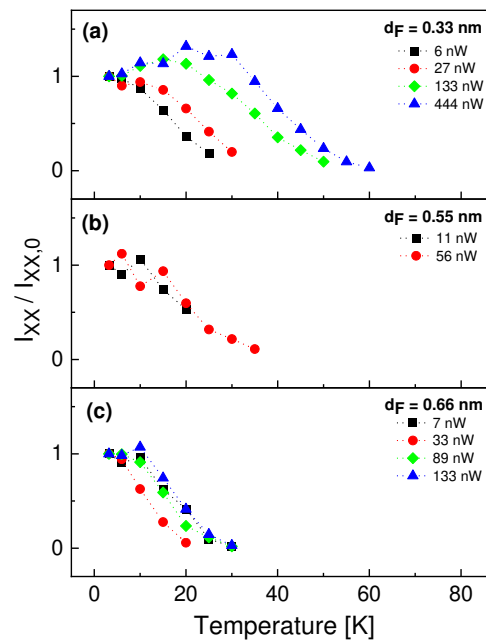 (a)
d_F = 0.33 nm
6 nW
27 nW
133 nW
444 nW
1
0
(b)
d_F = 0.55 nm
11 nW
56 nW
1
0
(c)
d_F = 0.66 nm
7 nW
33 nW
89 nW
133 nW
1
0
I_XX / I_XX,0
0 20 40 60 80
Temperature [K]